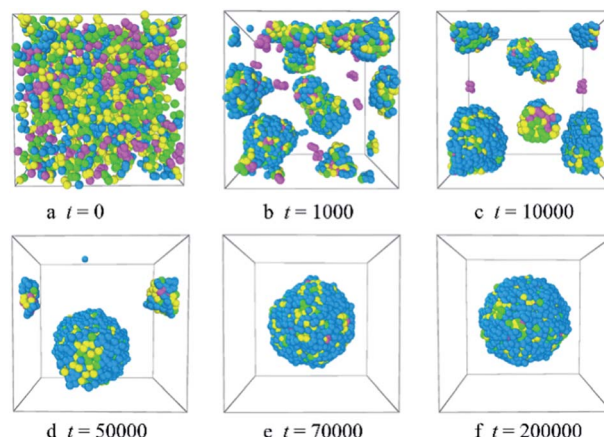 a t = 0
b t = 1000
c t = 10000
d t = 50000
e t = 70000
f t = 200000